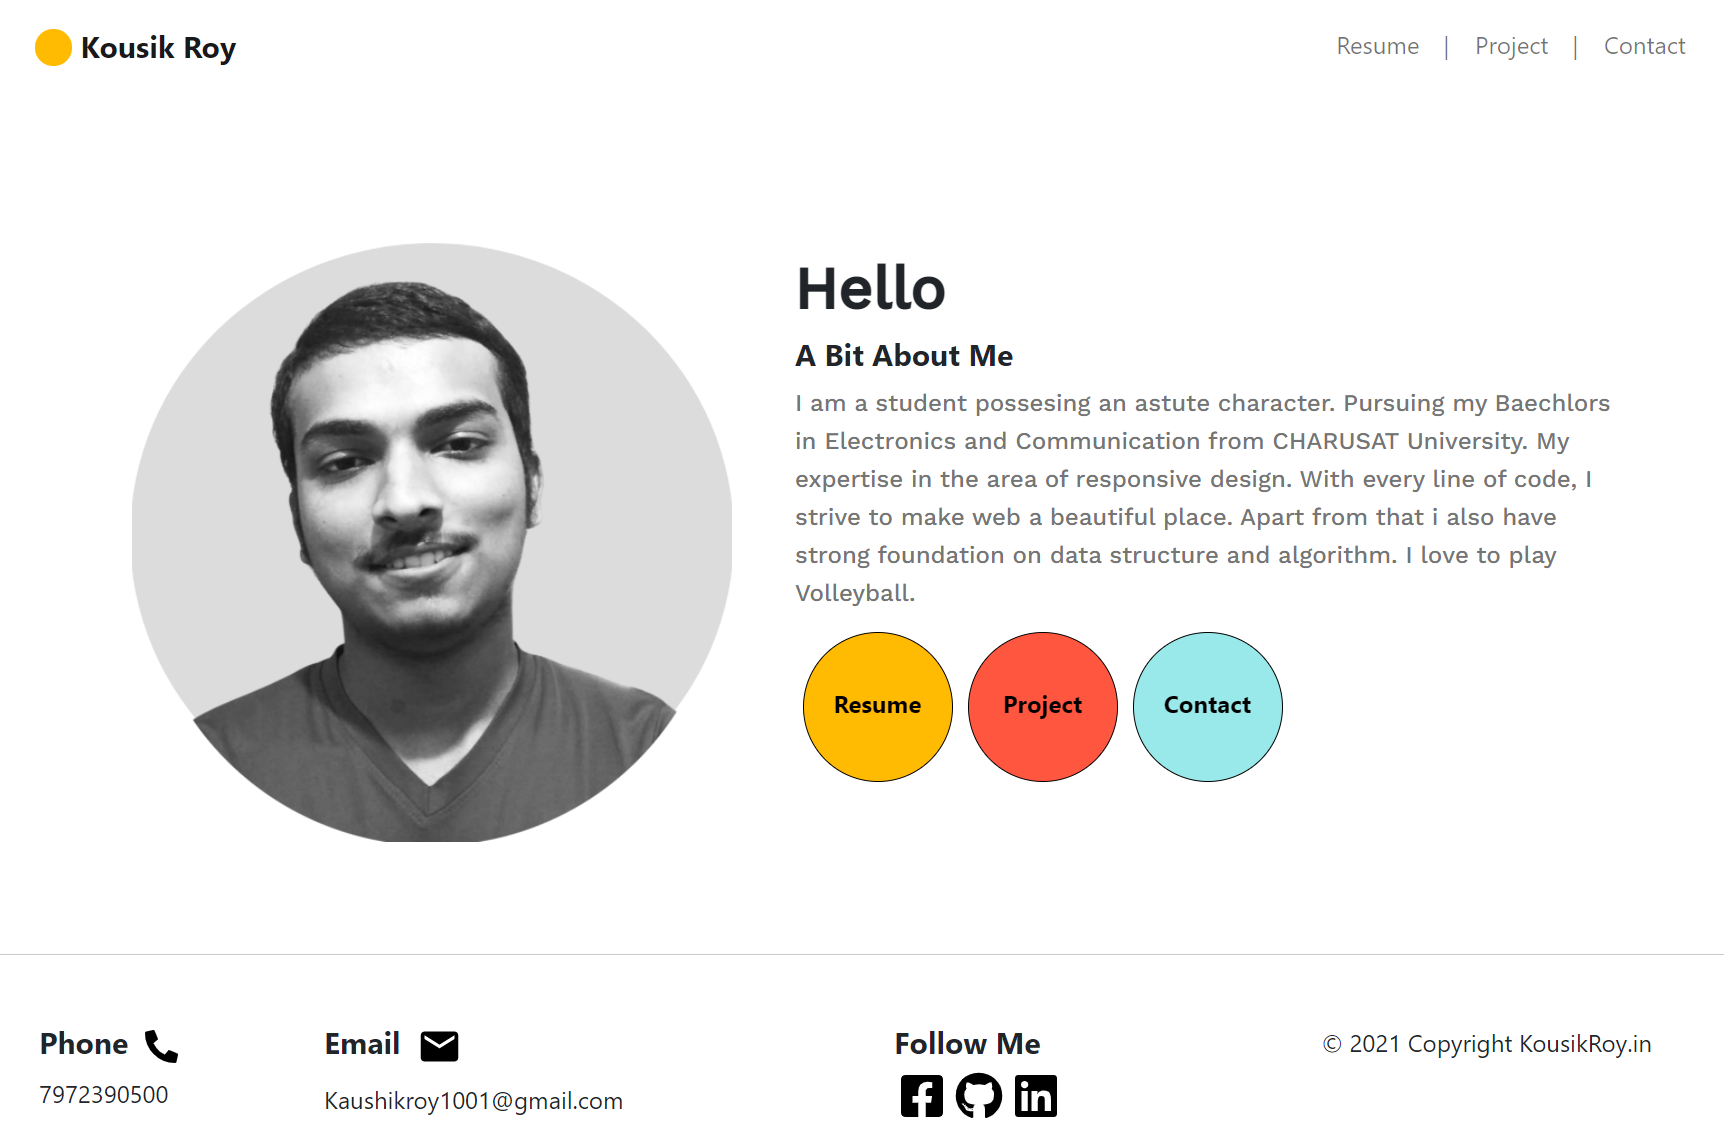 Kousik Roy
Resume | Project | Contact
Hello
A Bit About Me
I am a student possesing an astute character. Pursuing my Baechlors
in Electronics and Communication from CHARUSAT University. My
expertise in the area of responsive design. With every line of code, I
strive to make web a beautiful place. Apart from that i also have
strong foundation on data structure and algorithm. I love to play
Volleyball.
Resume
Project
Contact
Phone
7972390500
Email
Kaushikroy1001@gmail.com
Follow Me
© 2021 Copyright KousikRoy.in